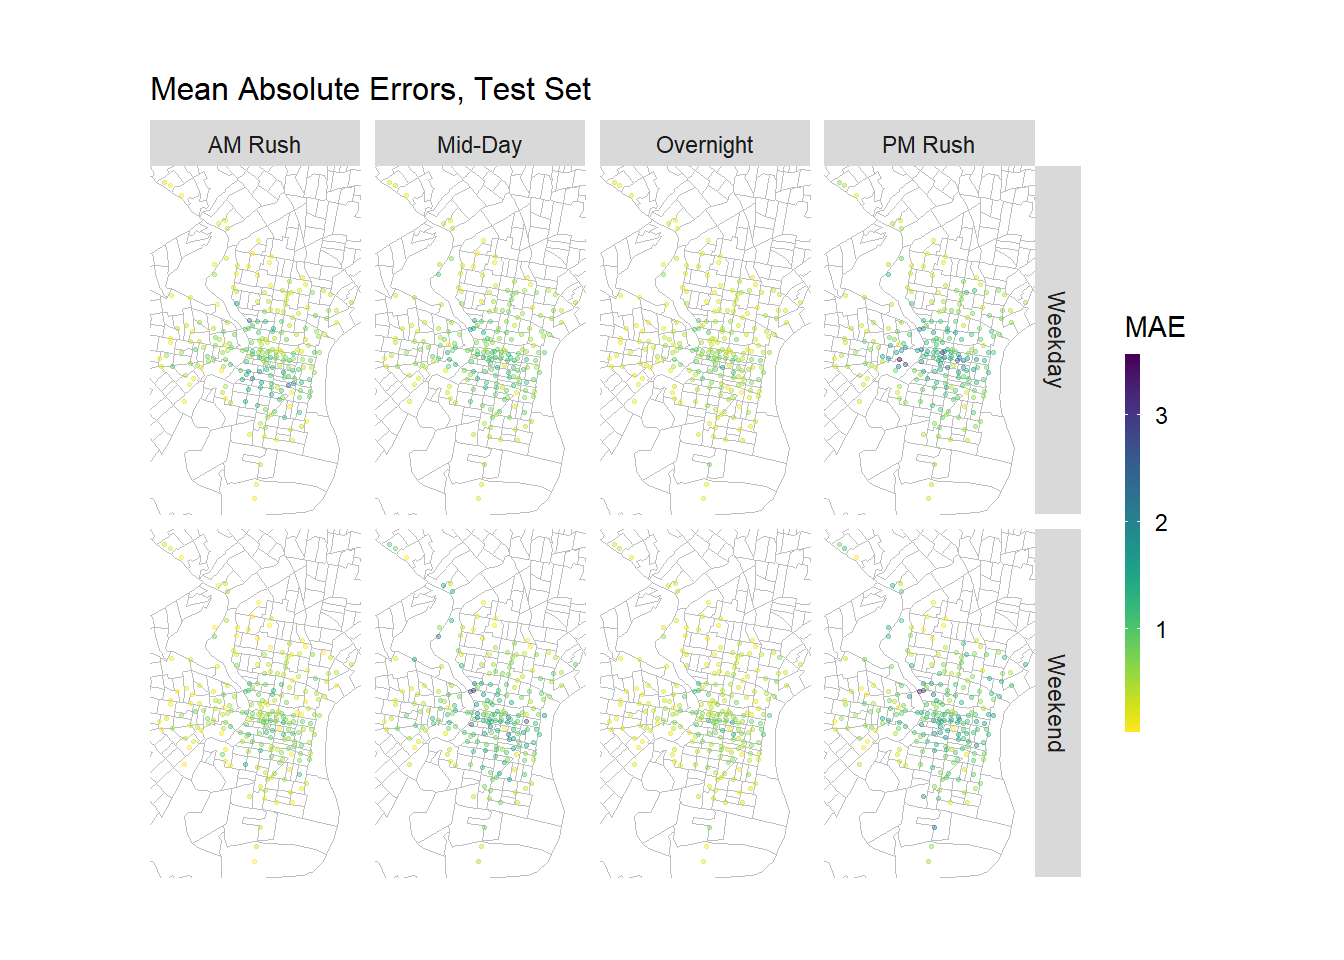 Mean Absolute Errors, Test Set
AM Rush
Mid-Day
Overnight
PM Rush
Weekday
Weekend
MAE
3
2
1